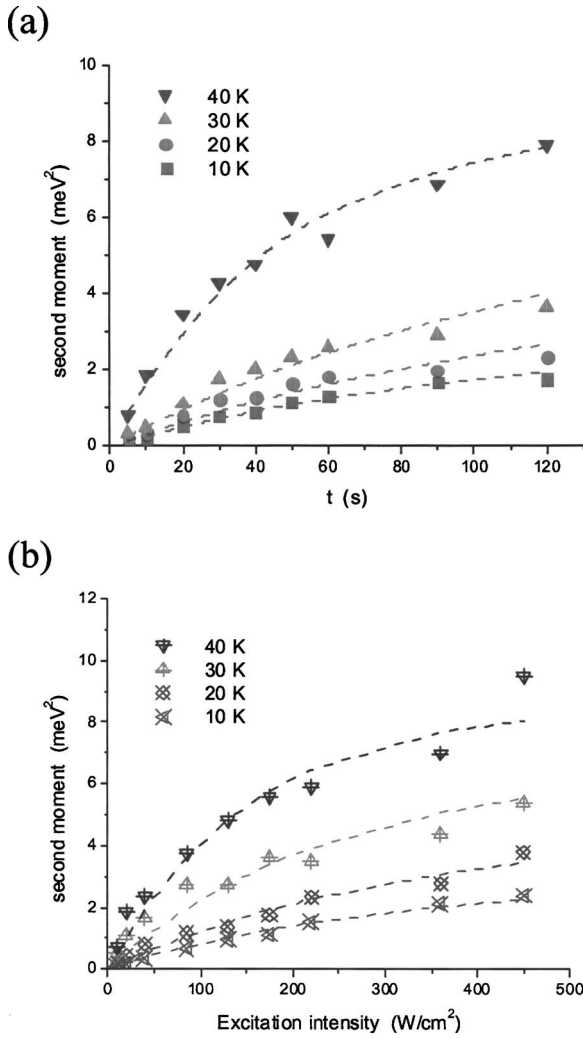 (a)
10
8
6
4
2
0
second moment (meV²)
40 K
30 K
20 K
10 K
0 20 40 60 80 100 120
t (s)
(b)
12
10
8
6
4
2
0
second moment (meV²)
40 K
30 K
20 K
10 K
0 100 200 300 400 500
Excitation intensity (W/cm²)